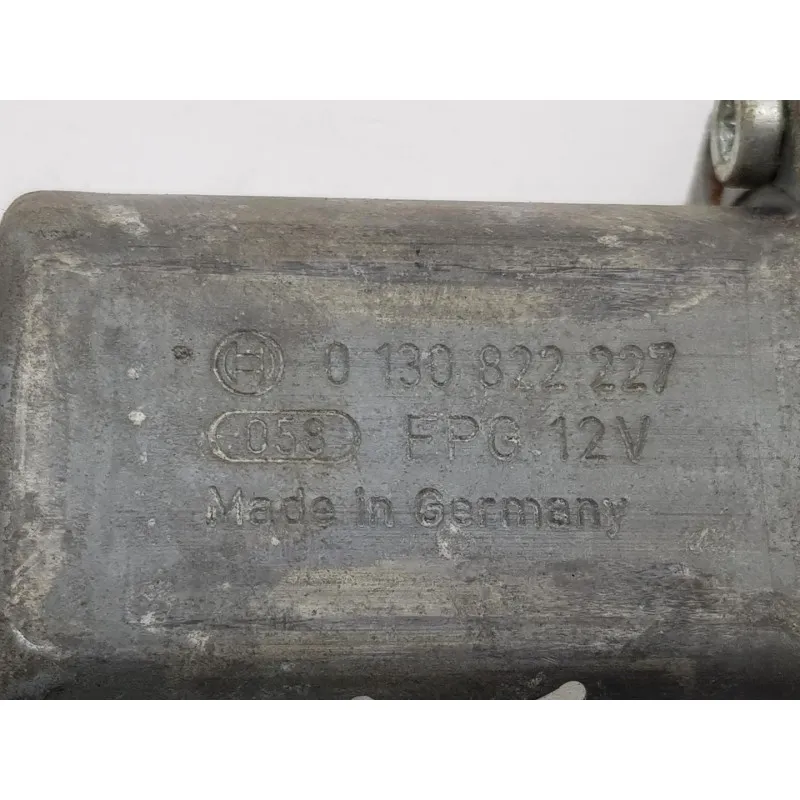 0 130 822 227
058 FPG 12V
Made in Germany